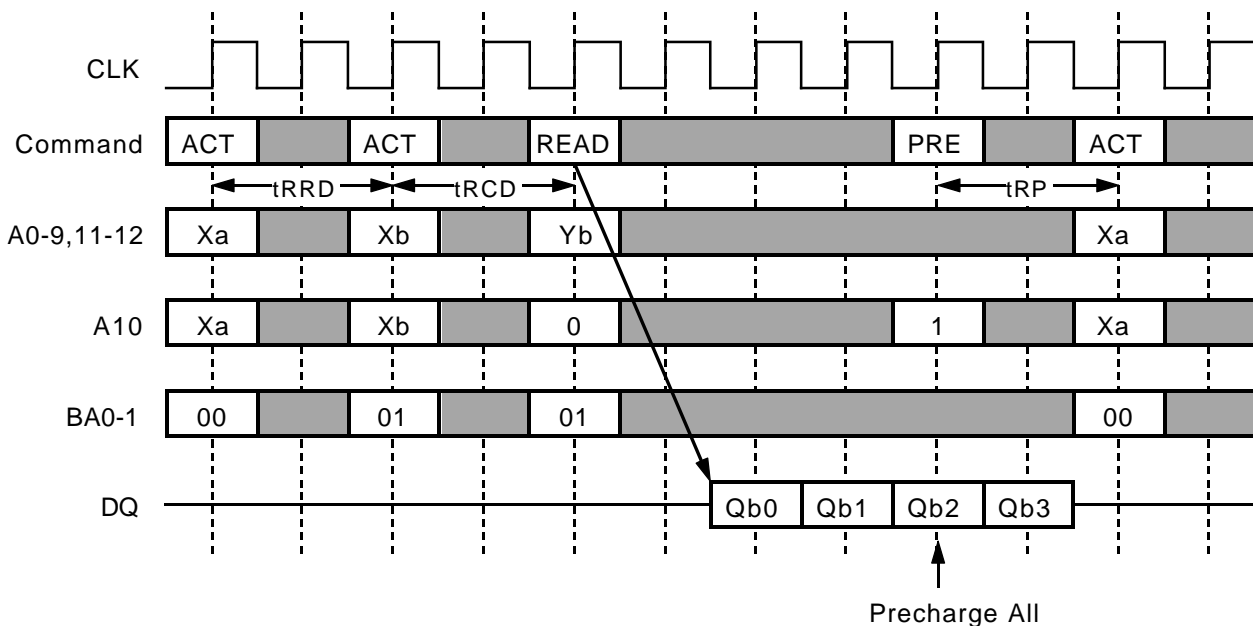 CLK
Command ACT ACT READ PRE ACT
tRRD tRCD tRP
A0-9,11-12 Xa Xb Yb Xa
A10 Xa Xb 0 1 Xa
BA0-1 00 01 01 00
DQ Qb0 Qb1 Qb2 Qb3
Precharge All